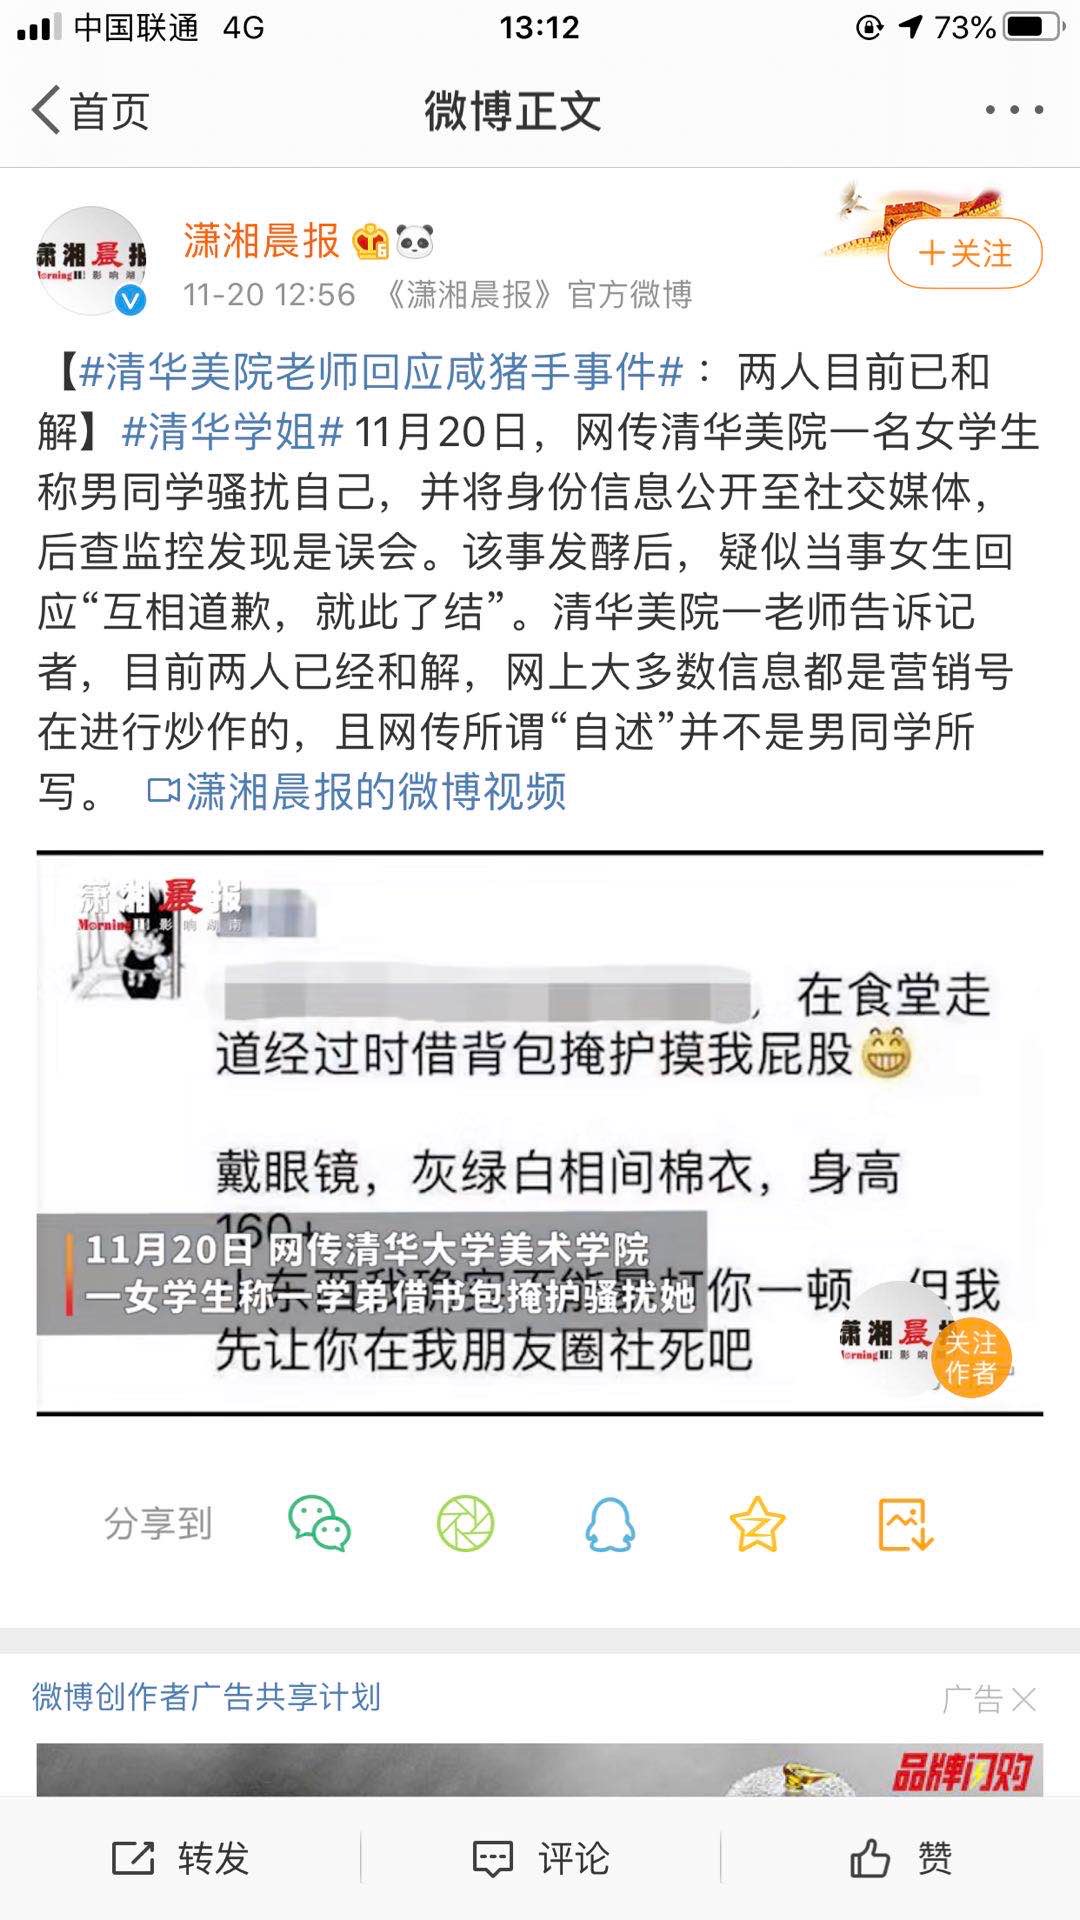 中国联通 4G 13:12 73%
首页 微博正文
潇湘晨报
Morning 影响湖
潇湘晨报 6
+关注
11-20 12:56 《潇湘晨报》官方微博
【#清华美院老师回应咸猪手事件#：两人目前已和
解】#清华学姐# 11月20日，网传清华美院一名女学生
称男同学骚扰自己，并将身份信息公开至社交媒体，
后查监控发现是误会。该事发酵后，疑似当事女生回
应“互相道歉，就此了结”。清华美院一老师告诉记
者，目前两人已经和解，网上大多数信息都是营销号
在进行炒作的，且网传所谓“自述”并不是男同学所
写。 潇湘晨报的微博视频
潇湘晨报
Morning 影响湖南
，在食堂走
道经过时借背包掩护摸我屁股
戴眼镜，灰绿白相间棉衣，身高
160+
11月20日 网传清华大学美术学院
一女学生称一学弟借书包掩护骚扰她
你一顿 但我
先让你在我朋友圈社死吧
潇湘晨报
Morning 影响
关注
作者
分享到
微博创作者广告共享计划 广告
品牌闪购
转发 评论 赞